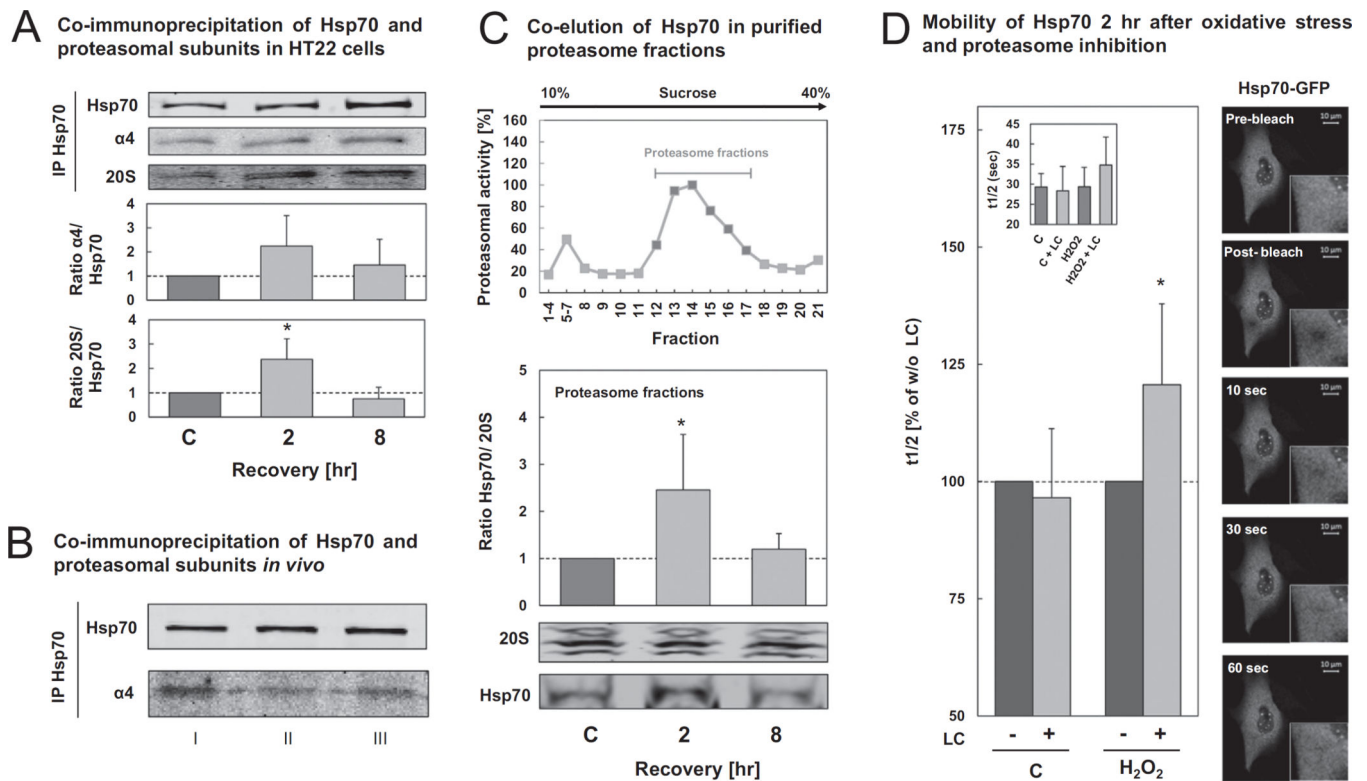 A
Co-immunoprecipitation of Hsp70 and
proteasomal subunits in HT22 cells
IP Hsp70
Hsp70
α4
20S
Ratio α4/
Hsp70
4
3
2
1
0
Ratio 20S/
Hsp70
4
3
2
1
0
*
C 2 8
Recovery [hr]
B
Co-immunoprecipitation of Hsp70 and
proteasomal subunits in vivo
IP Hsp70
Hsp70
α4
I II III
C
Co-elution of Hsp70 in purified
proteasome fractions
10% Sucrose 40%
Proteasomal activity [%]
160
140
120
100
80
60
40
20
0
Proteasome fractions
1-4 5-7 8 9 10 11 12 13 14 15 16 17 18 19 20 21
Fraction
Ratio Hsp70/ 20S
5
4
3
2
1
0
Proteasome fractions
*
20S
Hsp70
C 2 8
Recovery [hr]
D
Mobility of Hsp70 2 hr after oxidative stress
and proteasome inhibition
t1/2 [% of w/o LC]
175
150
125
100
75
50
t1/2 (sec)
45
40
35
30
25
20
C
C + LC
H2O2
H2O2 + LC
*
LC - + - +
C H₂O₂
Hsp70-GFP
Pre-bleach
10 µm
Post- bleach
10 µm
10 sec
10 µm
30 sec
10 µm
60 sec
10 µm